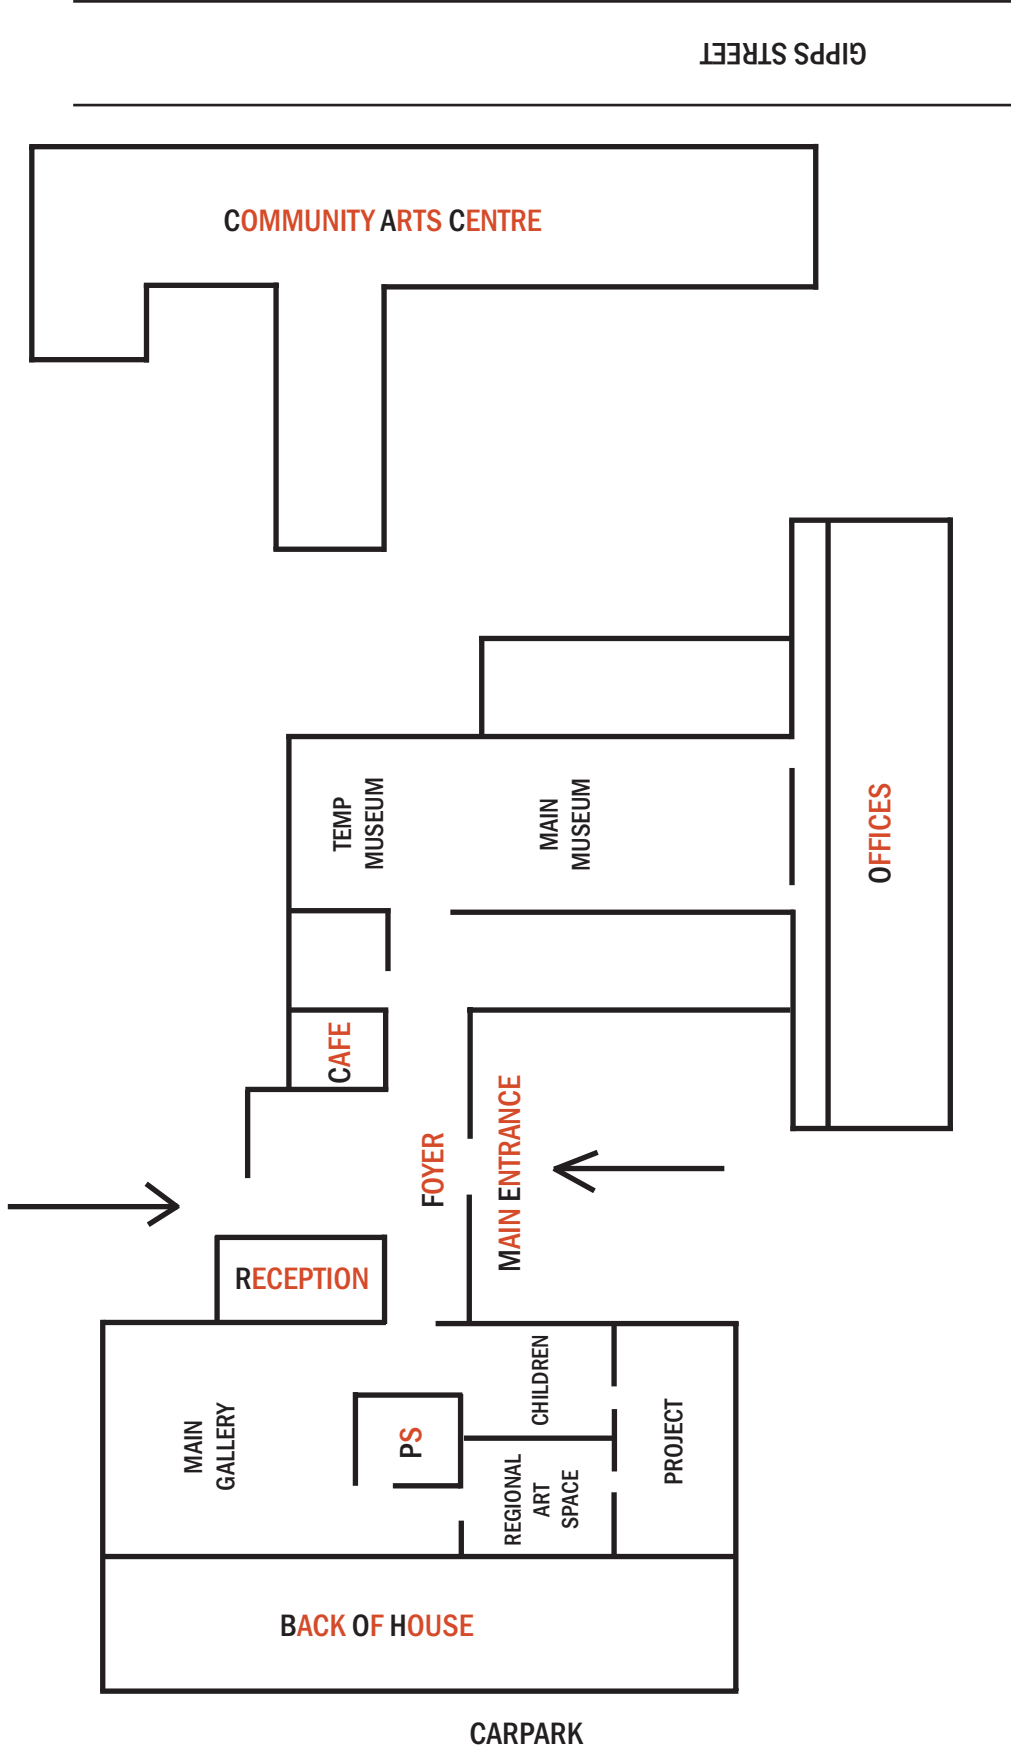 GIPPS STREET
COMMUNITY ARTS CENTRE
TEMP
MUSEUM
MAIN
MUSEUM
OFFICES
CAFE
FOYER
MAIN ENTRANCE
RECEPTION
MAIN
GALLERY
PS
CHILDREN
REGIONAL
ART
SPACE
PROJECT
BACK OF HOUSE
CARPARK